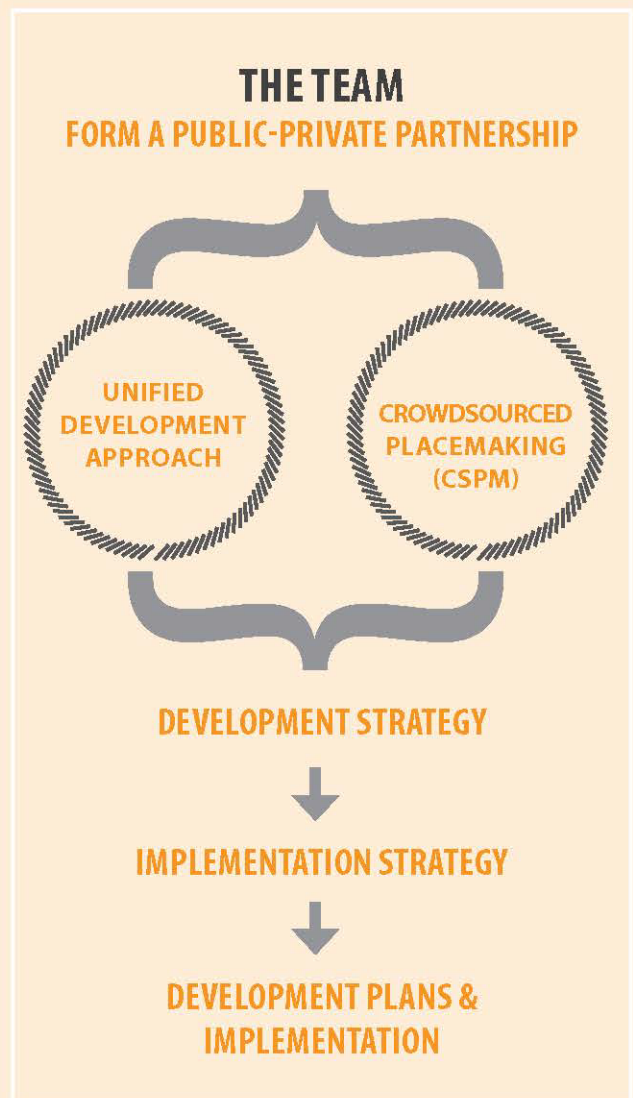 THE TEAM
FORM A PUBLIC-PRIVATE PARTNERSHIP
UNIFIED
DEVELOPMENT
APPROACH
CROWDSOURCED
PLACEMAKING
(CSPM)
DEVELOPMENT STRATEGY
IMPLEMENTATION STRATEGY
DEVELOPMENT PLANS &
IMPLEMENTATION